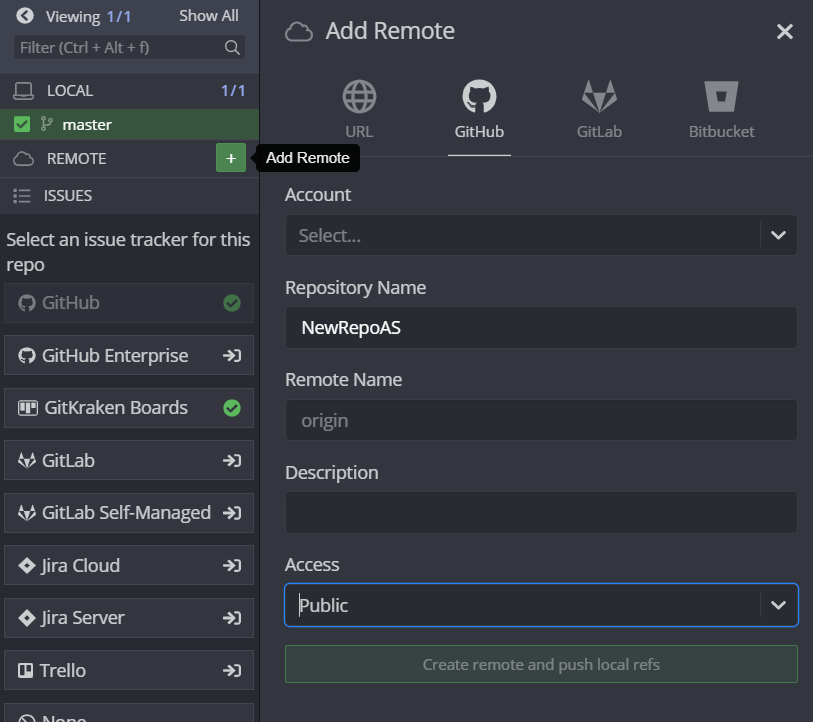 Viewing 1/1 Show All
Filter (Ctrl + Alt + f)
LOCAL 1/1
master
REMOTE + Add Remote
ISSUES
Select an issue tracker for this
repo
GitHub
GitHub Enterprise
GitKraken Boards
GitLab
GitLab Self-Managed
Jira Cloud
Jira Server
Trello
None
Add Remote
URL GitHub GitLab Bitbucket
Account
Select...
Repository Name
NewRepoAS
Remote Name
origin
Description
Access
Public
Create remote and push local refs